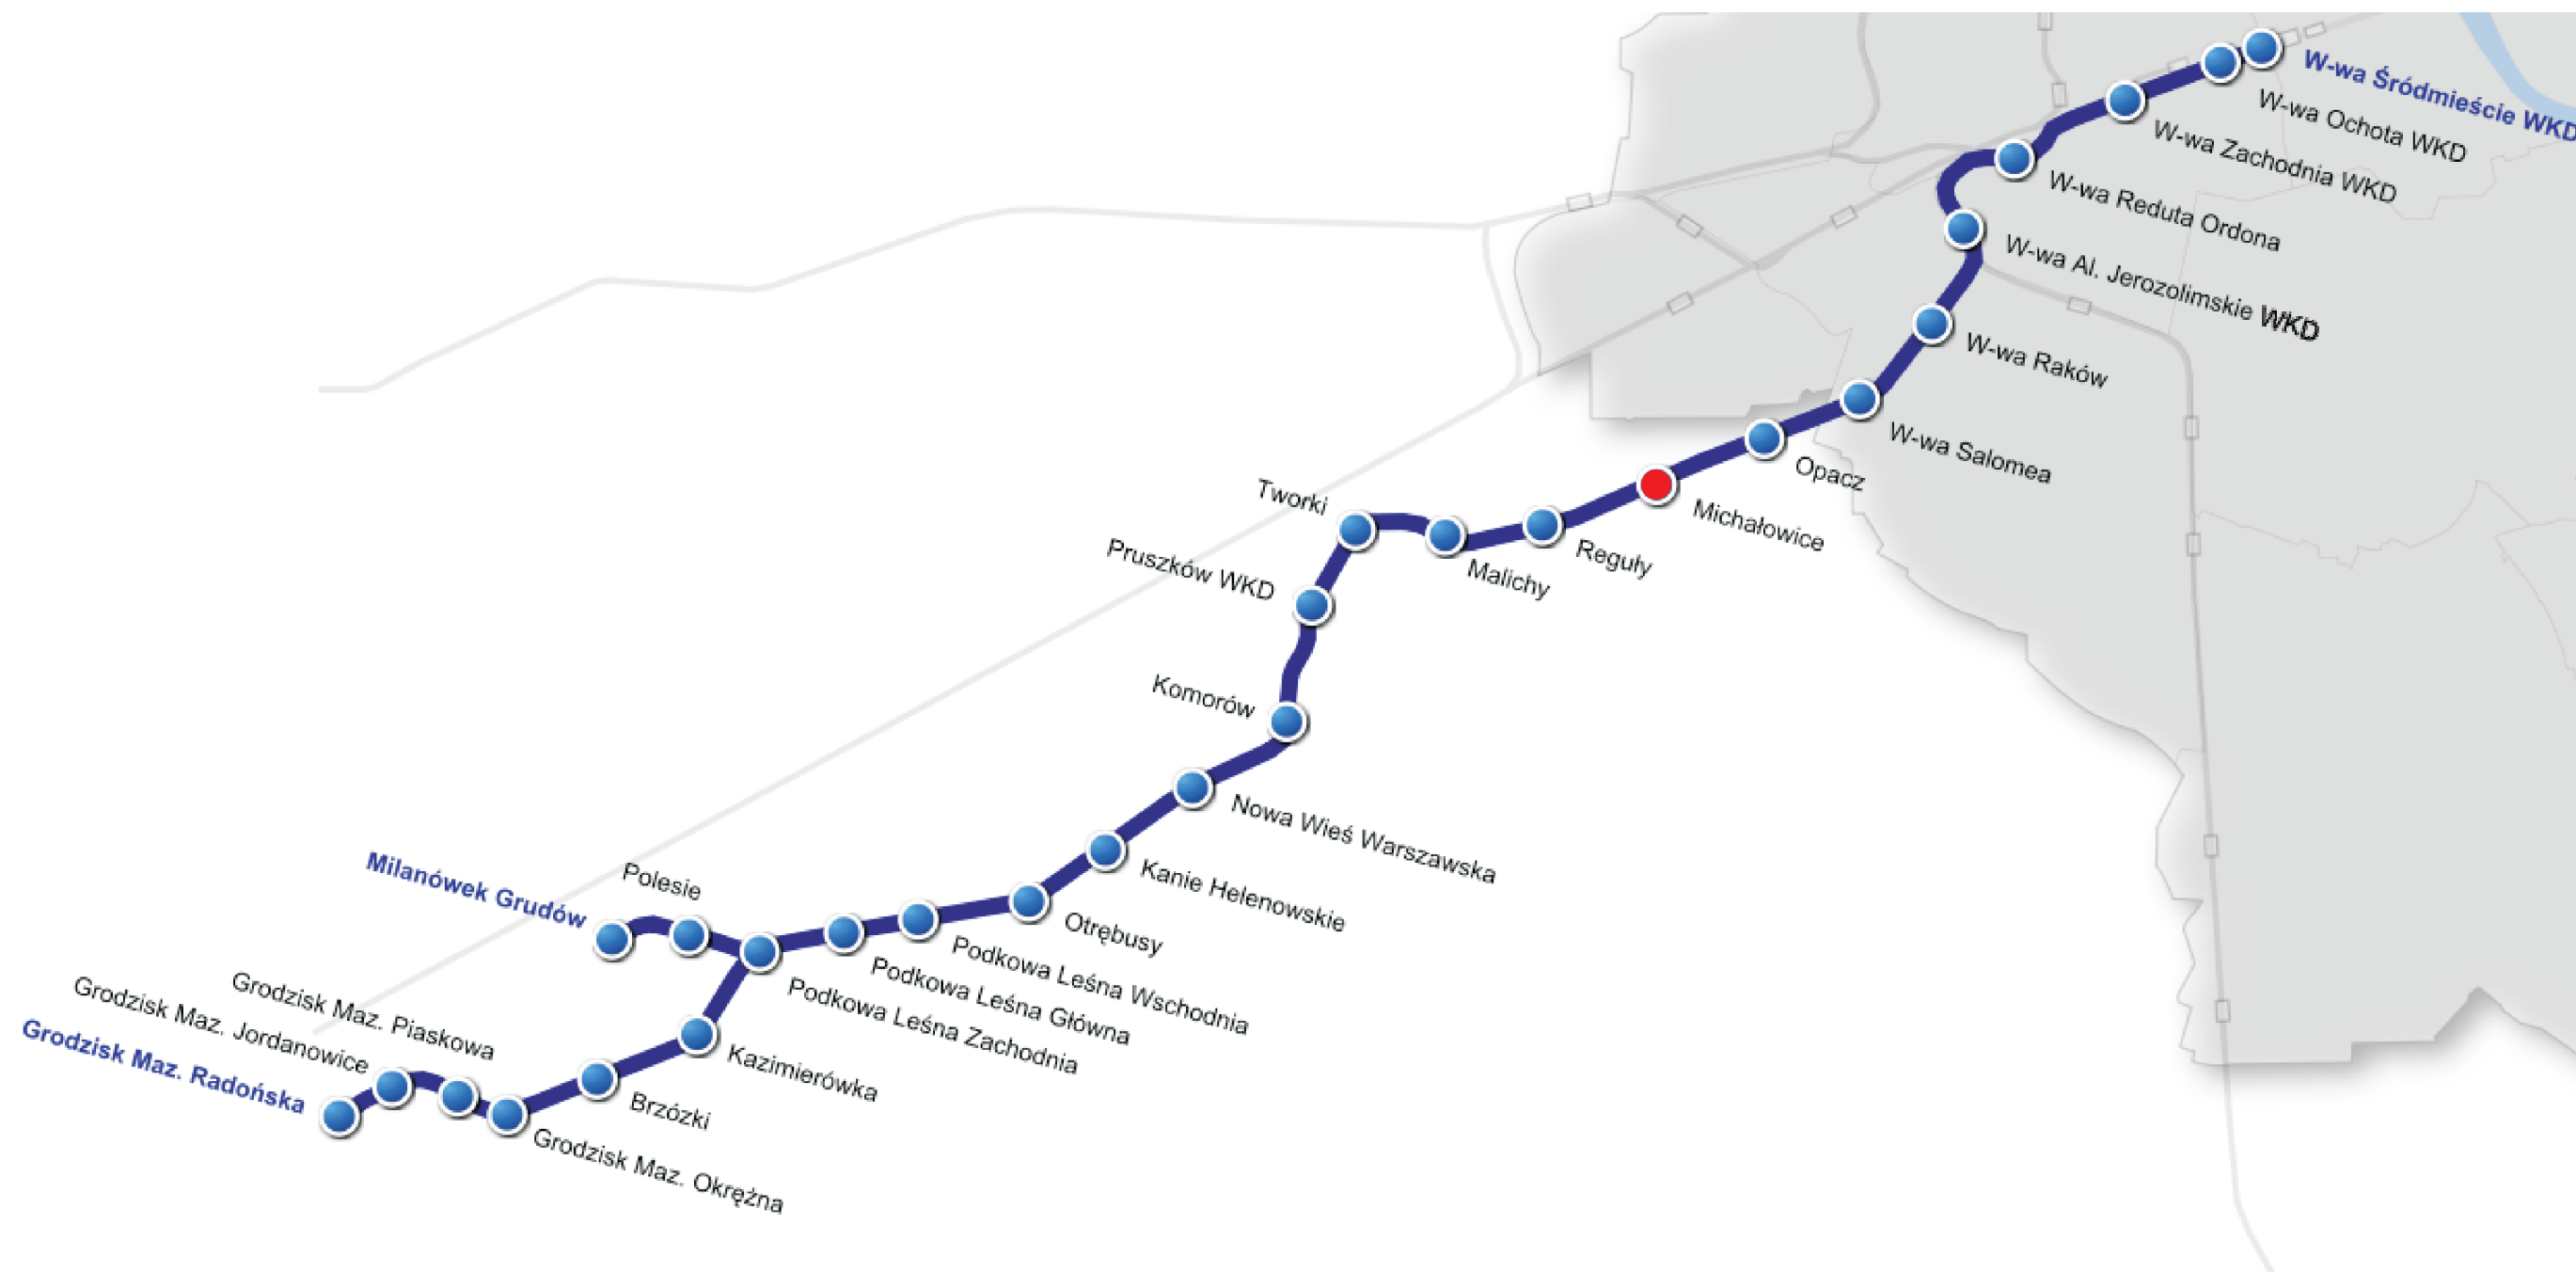 W-wa Śródmieście WKD
W-wa Ochota WKD
W-wa Zachodnia WKD
W-wa Reduta Ordona
W-wa Al. Jerozolimskie WKD
W-wa Raków
W-wa Salomea
Opacz
Michałowice
Reguły
Malichy
Tworki
Pruszków WKD
Komorów
Nowa Wieś Warszawska
Kanie Helenowskie
Otrębusy
Podkowa Leśna Wschodnia
Podkowa Leśna Główna
Podkowa Leśna Zachodnia
Polesie
Milanówek Grudów
Kazimierówka
Brzózki
Grodzisk Maz. Okrężna
Grodzisk Maz. Piaskowa
Grodzisk Maz. Jordanowice
Grodzisk Maz. Radońska